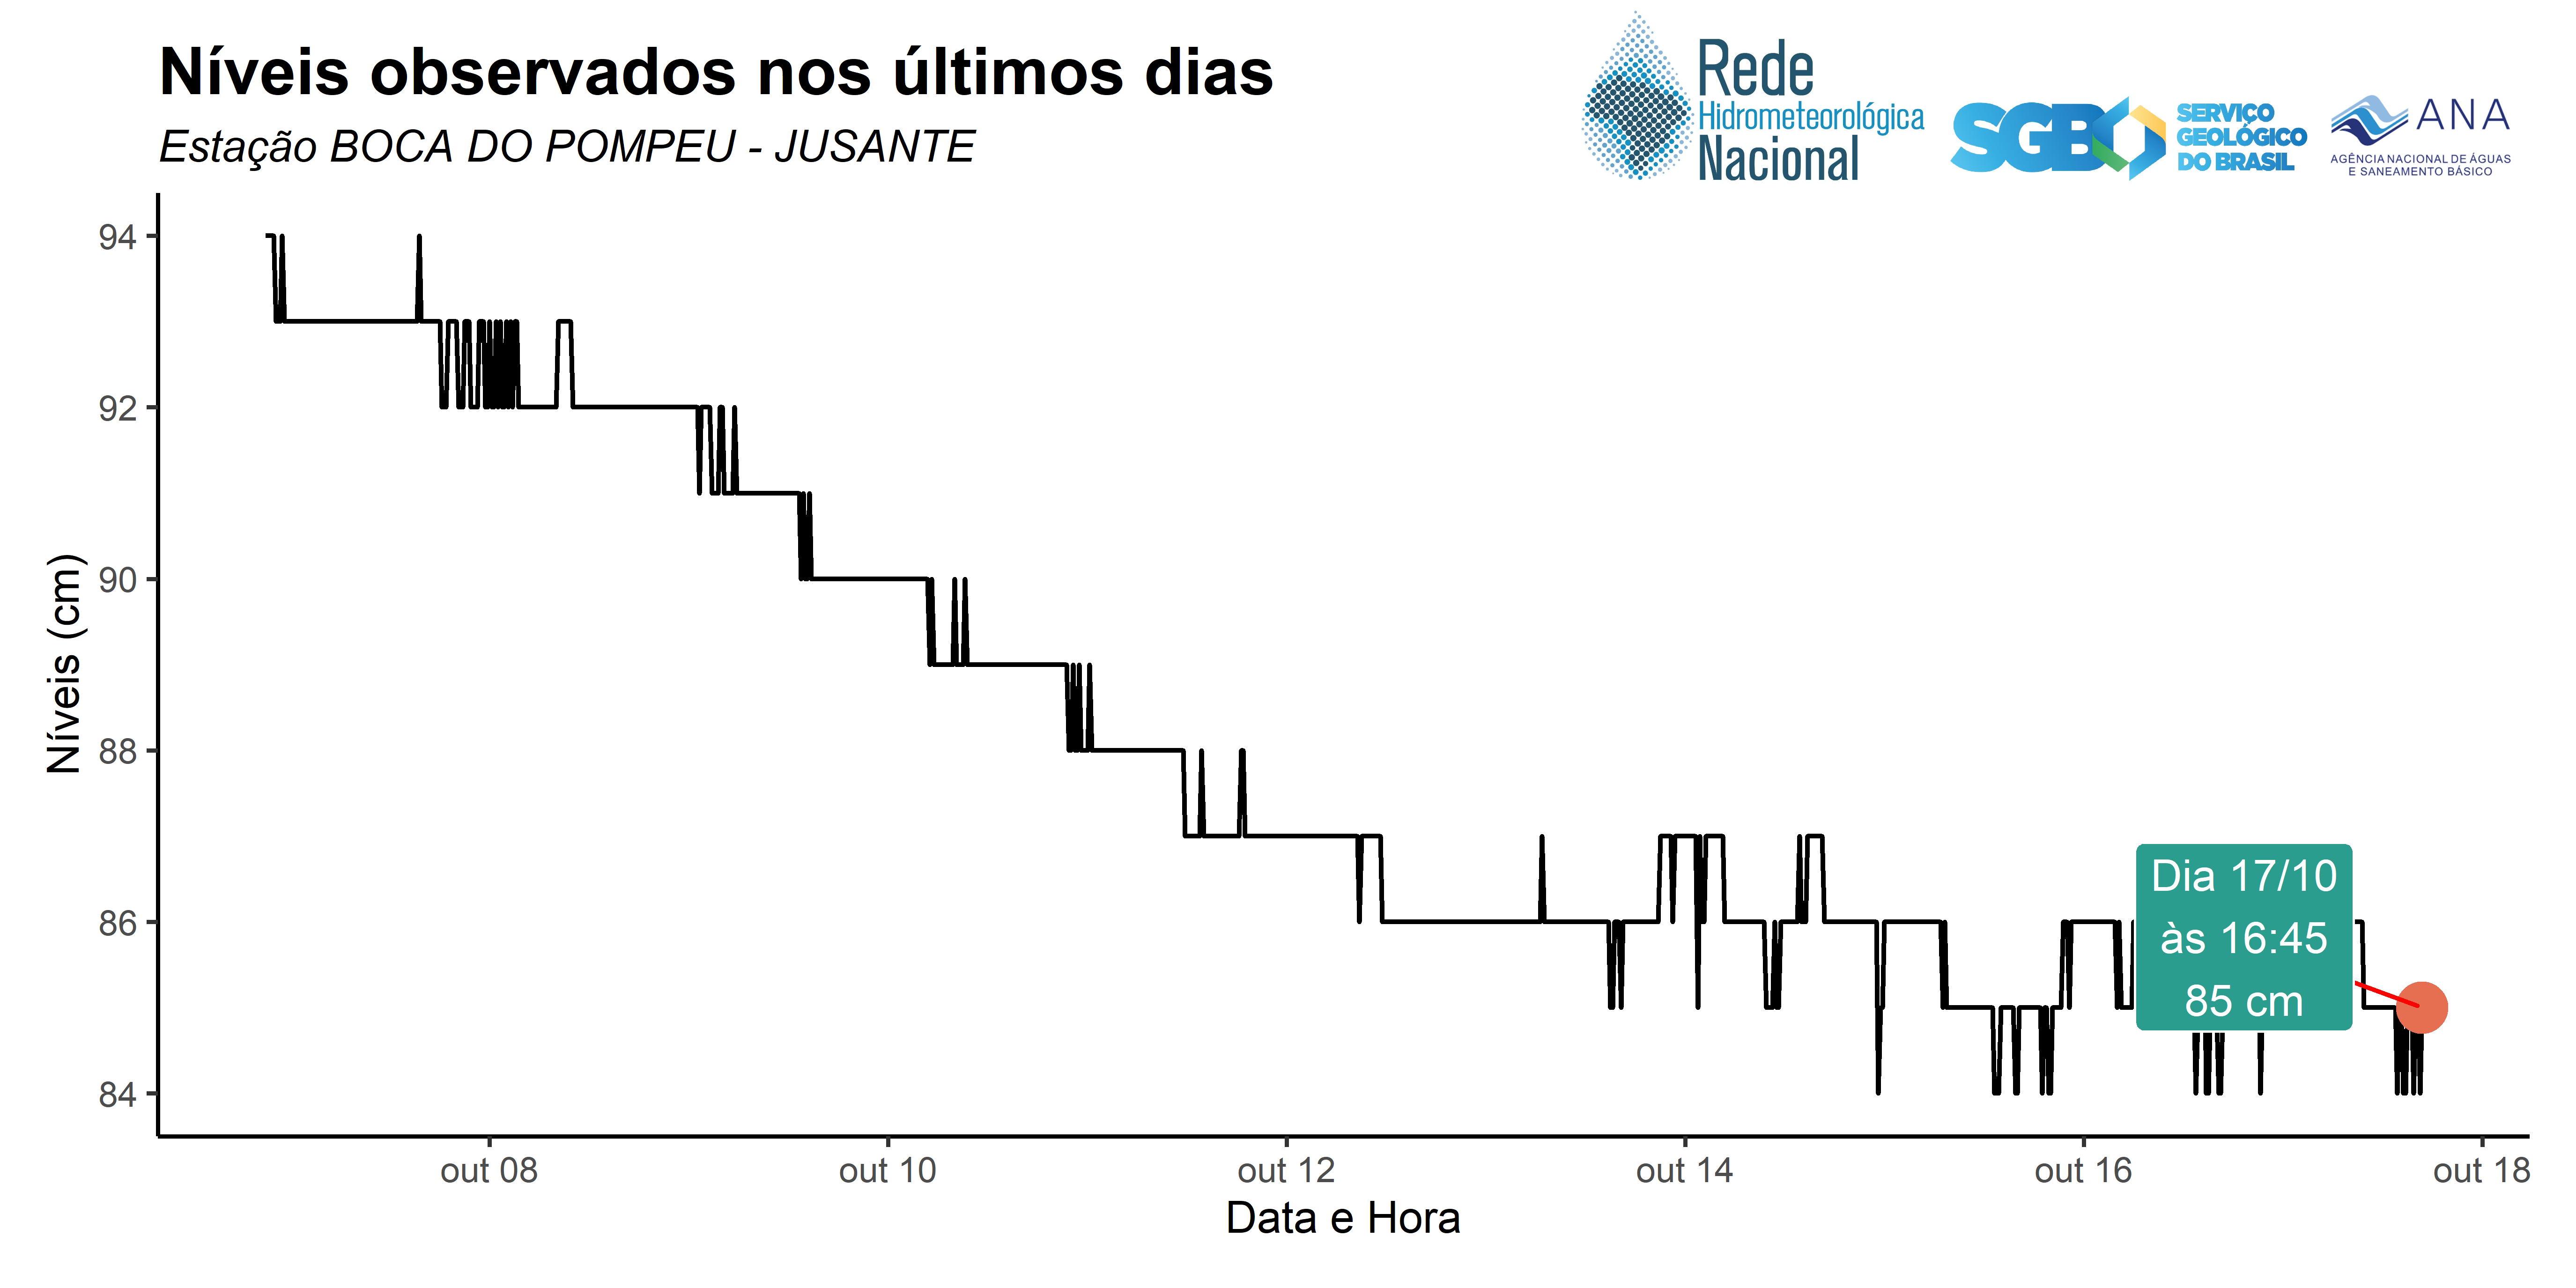 Níveis observados nos últimos dias
Estação BOCA DO POMPEU - JUSANTE
Rede
Hidrometeorológica
Nacional
SGB
SERVIÇO
GEOLÓGICO
DO BRASIL
ANA
AGÊNCIA NACIONAL DE ÁGUAS
E SANEAMENTO BÁSICO
Níveis (cm)
94
92
90
88
86
84
Dia 17/10
às 16:45
85 cm
out 08
out 10
out 12
out 14
out 16
out 18
Data e Hora